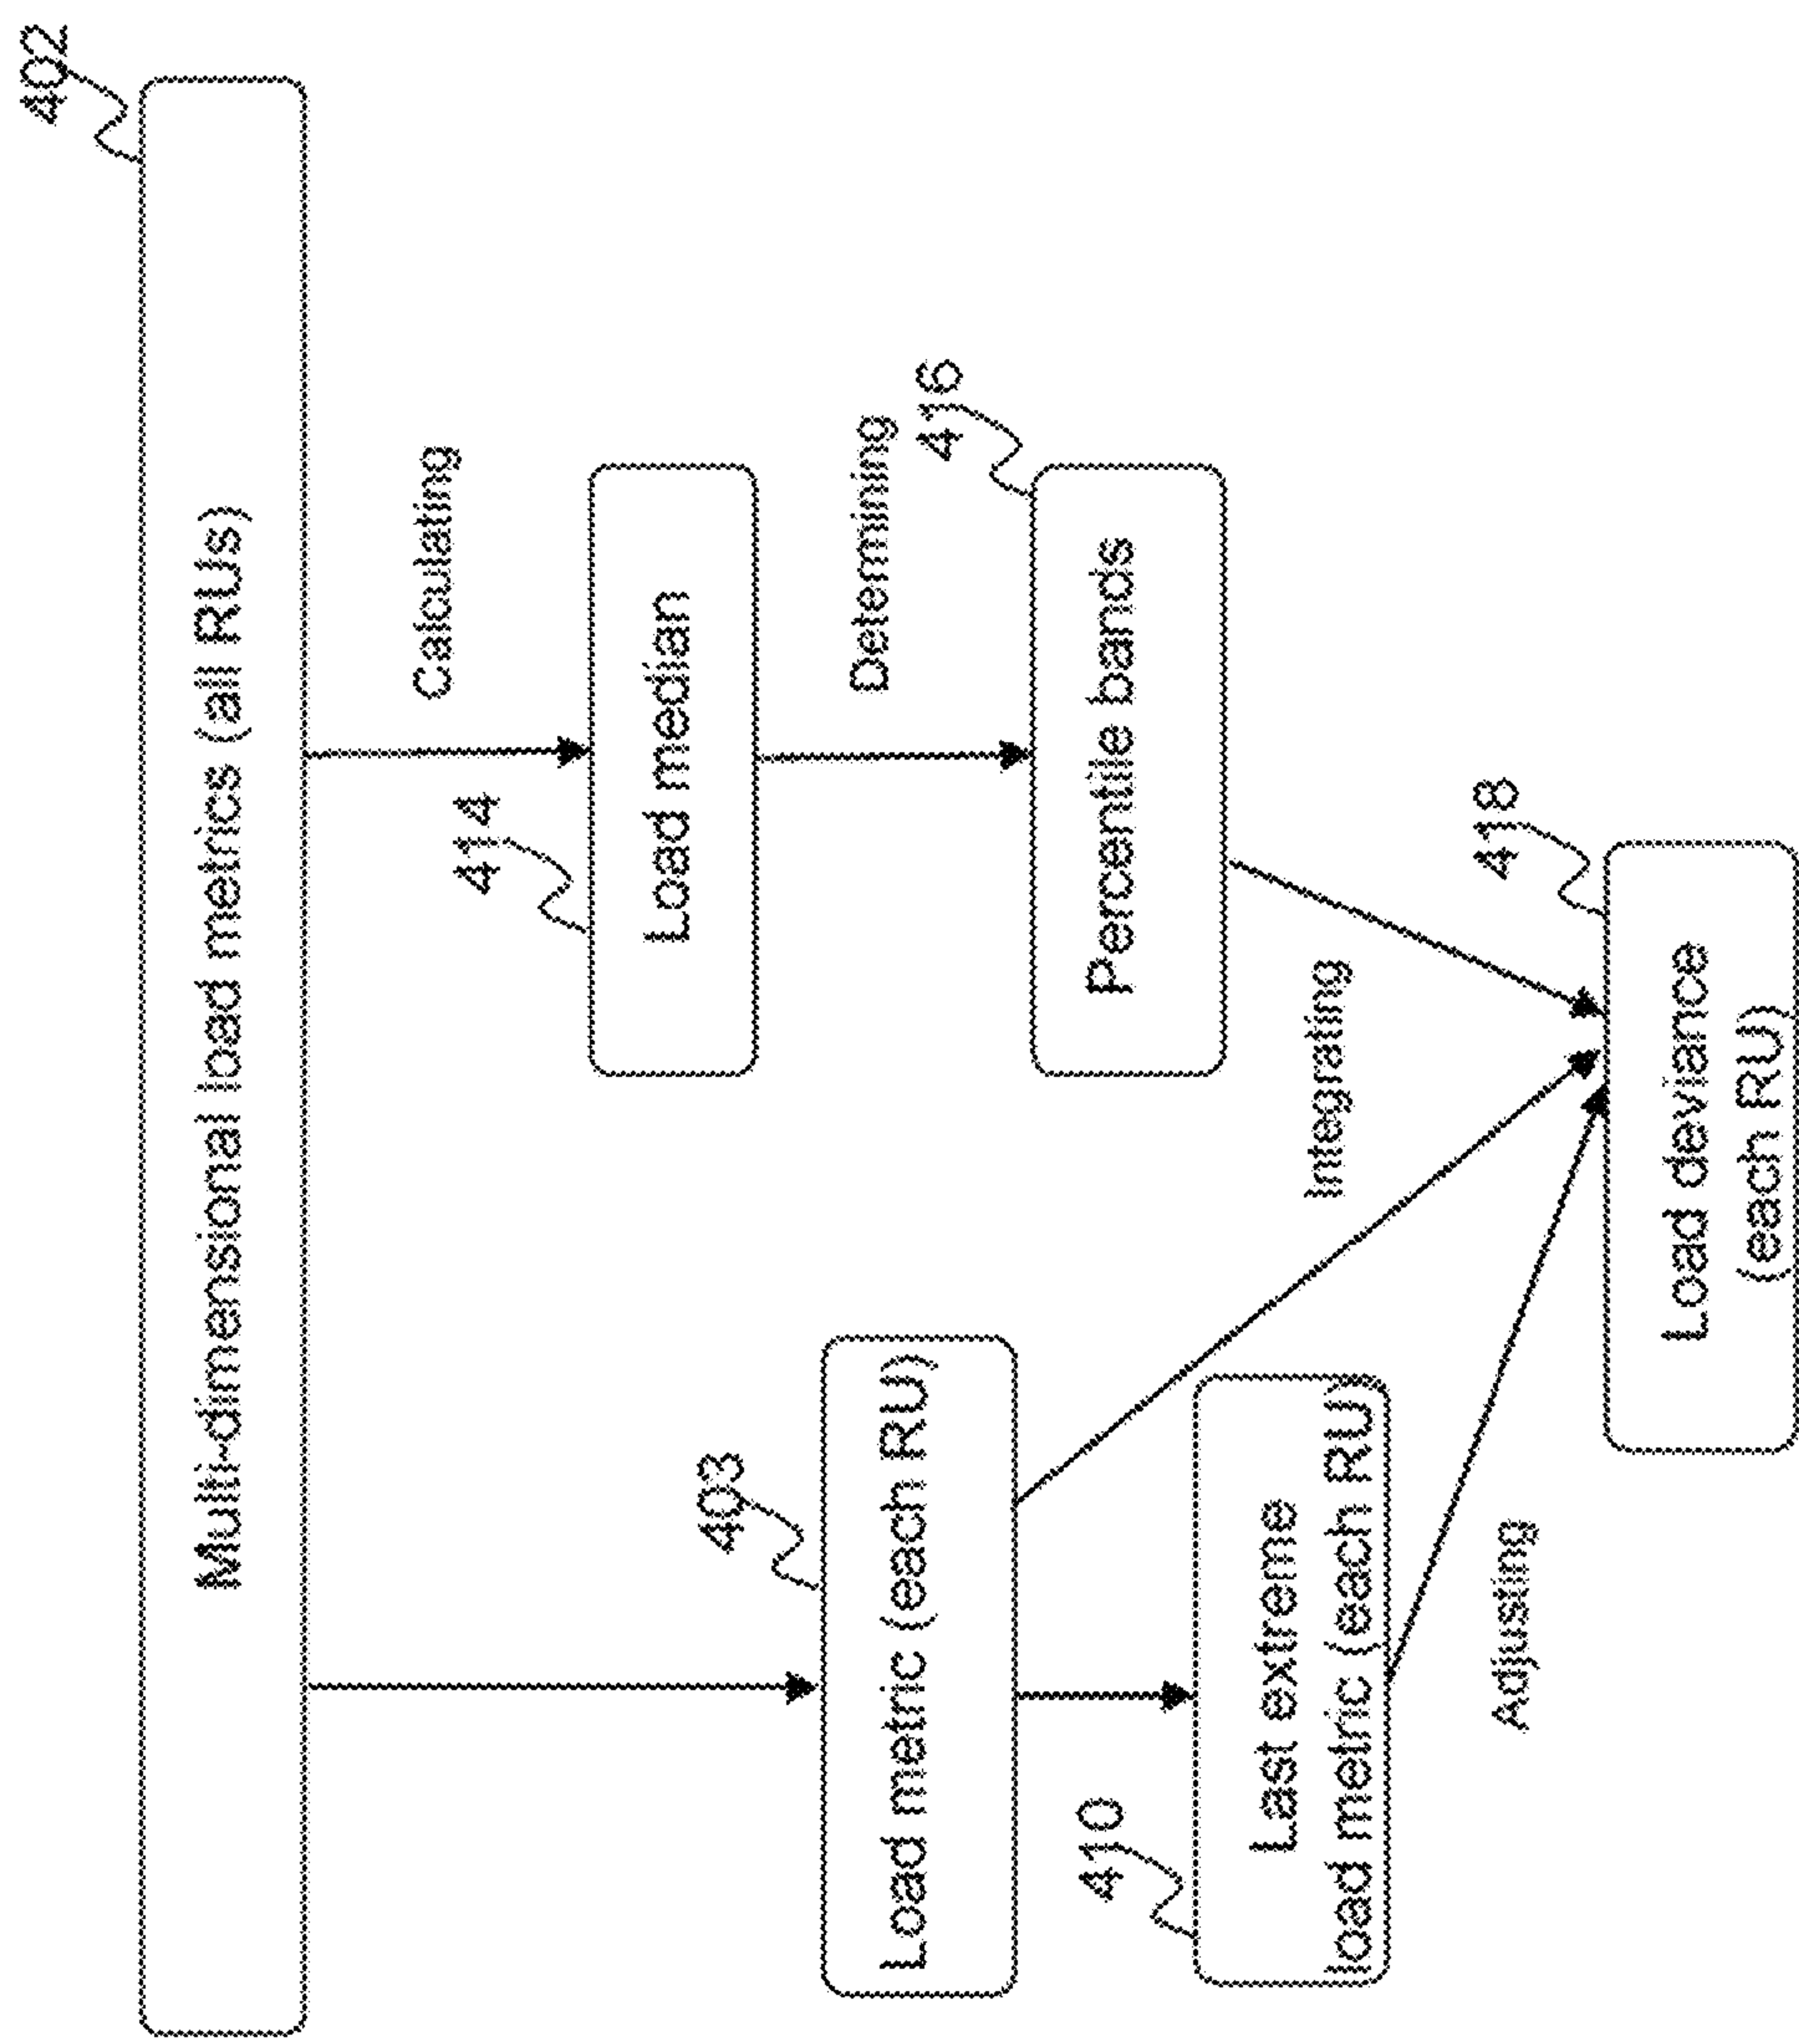 402
Multi-dimensional load metrics (all RUs)
Calculating
414
Load median
403
Load metric (each RU)
Determining
416
Percentile bands
410
Last extreme
load metric (each RU)
Integrating
Adjusting
418
Load deviance
(each RU)